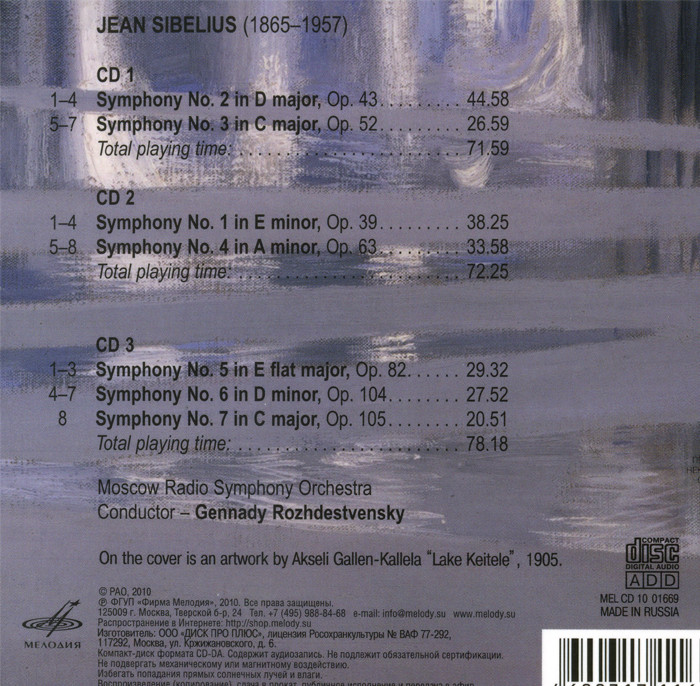 JEAN SIBELIUS (1865–1957)
CD 1
1–4 Symphony No. 2 in D major, Op. 43.......... 44.58
5–7 Symphony No. 3 in C major, Op. 52.......... 26.59
Total playing time:.......................... 71.59
CD 2
1–4 Symphony No. 1 in E minor, Op. 39.......... 38.25
5–8 Symphony No. 4 in A minor, Op. 63.......... 33.58
Total playing time:.......................... 72.25
CD 3
1–3 Symphony No. 5 in E flat major, Op. 82...... 29.32
4–7 Symphony No. 6 in D minor, Op. 104........ 27.52
8 Symphony No. 7 in C major, Op. 105........ 20.51
Total playing time:.......................... 78.18
Moscow Radio Symphony Orchestra
Conductor – Gennady Rozhdestvensky
On the cover is an artwork by Akseli Gallen-Kallela “Lake Keitele”, 1905.
COMPACT
disc
DIGITAL AUDIO
ADD
MEL CD 10 01669
MADE IN RUSSIA
МЕЛОДИЯ
© РАО, 2010
℗ ФГУП «Фирма Мелодия», 2010. Все права защищены.
125009 г. Москва, Тверской б-р, 24 Тел. +7 (495) 988-84-68 e-mail: info@melody.su www.melody.su
Распространение в Интернете: http://shop.melody.su
Изготовитель: ООО «ДИСК ПРО ПЛЮС», лицензия Росохранкультуры № ВАФ 77-292,
117292, Москва, ул. Кржижановского, д. 6.
Компакт-диск формата CD-DA. Содержит аудиозапись. Не подлежит обязательной сертификации.
Не подвергать механическому или магнитному воздействию.
Избегать попадания прямых солнечных лучей и влаги.
Воспроизведение (копирование), сдача в прокат, публичное исполнение и передача в эфир